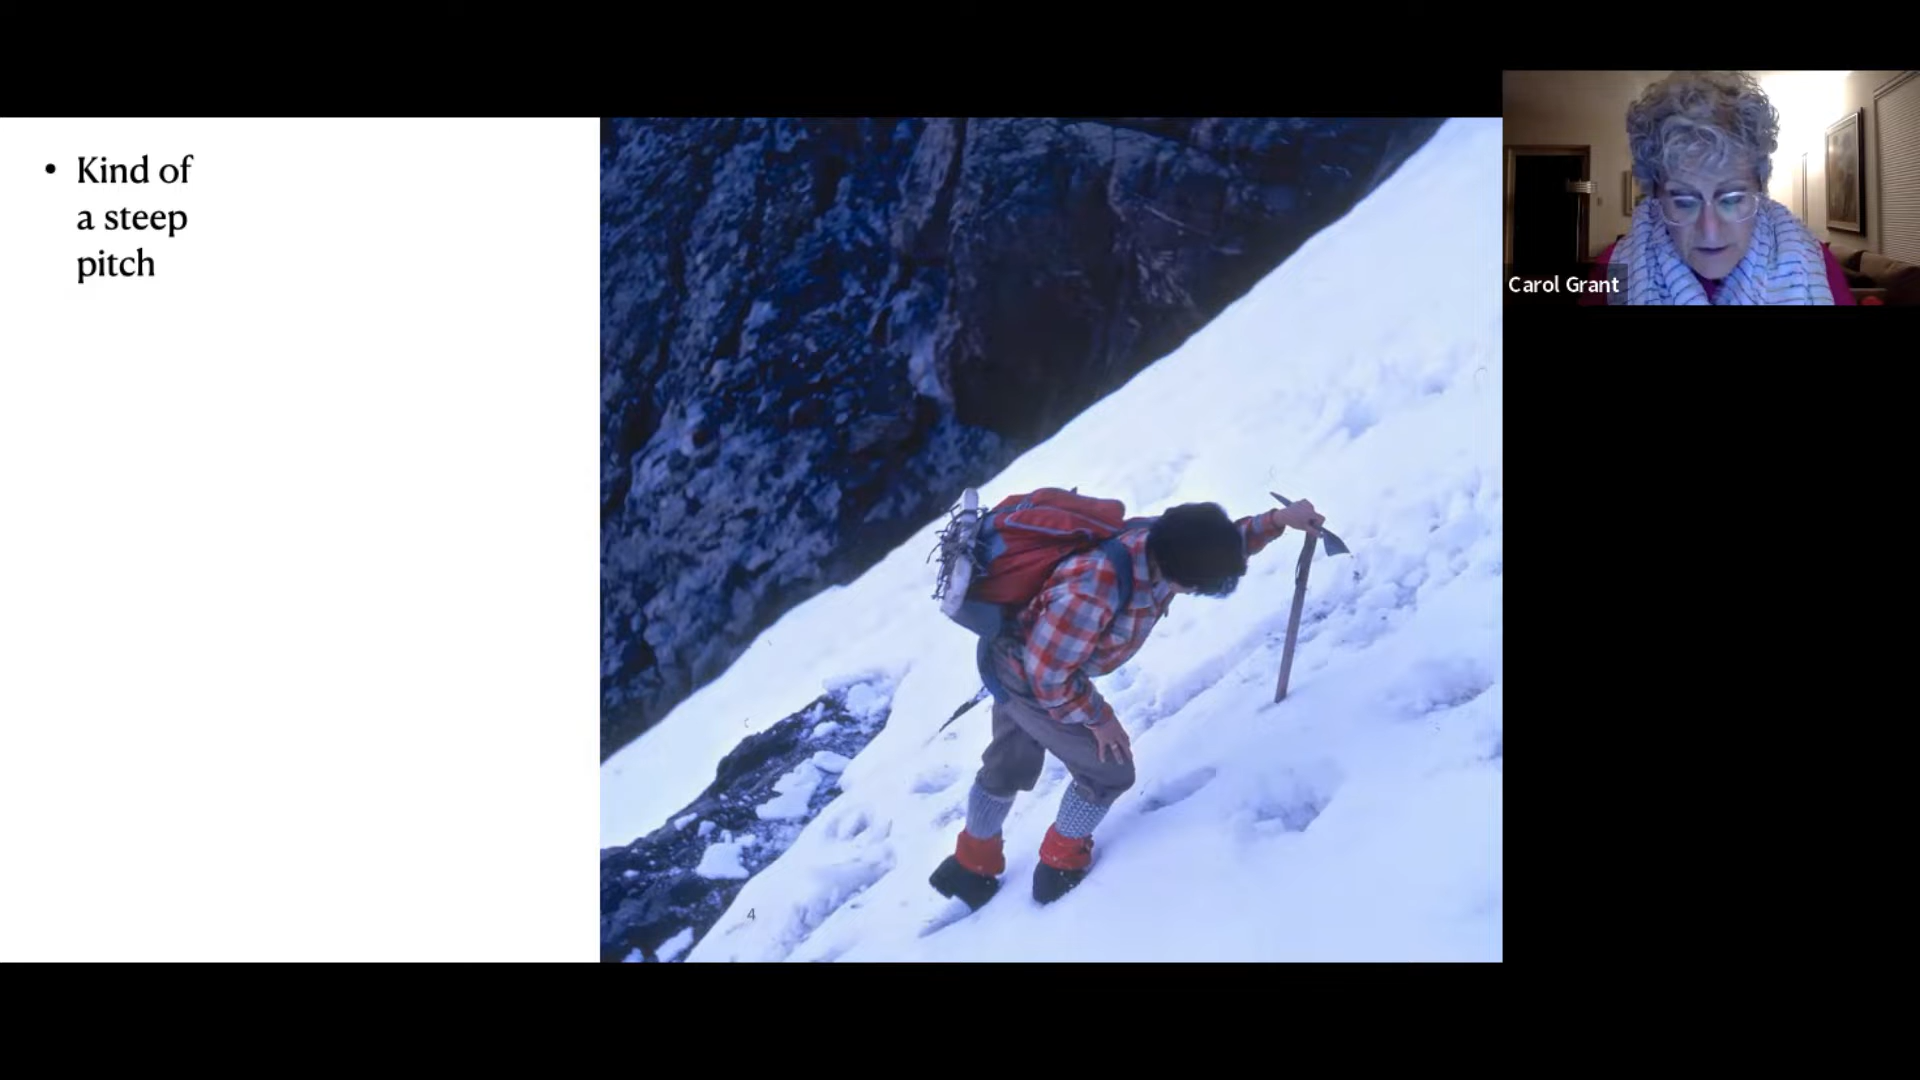 • Kind of
a steep
pitch
Carol Grant
4